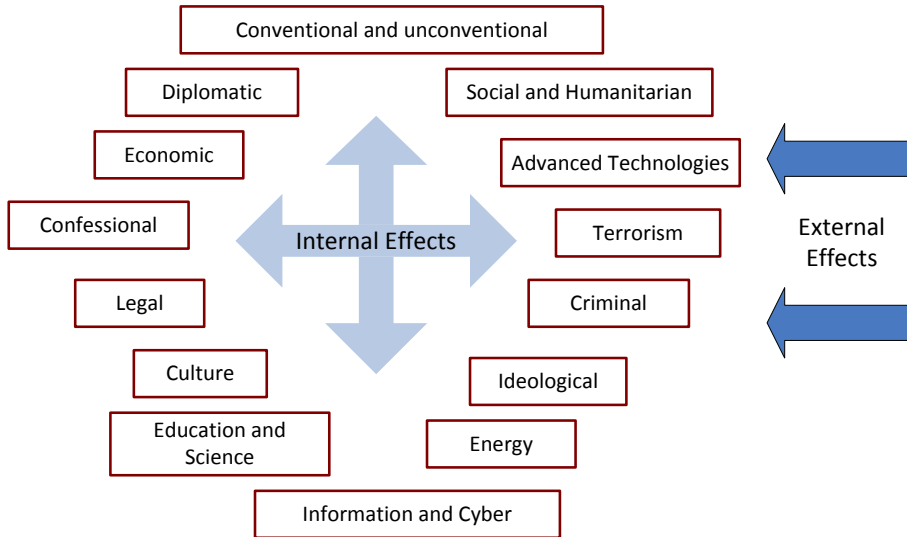 Conventional and unconventional
Diplomatic
Social and Humanitarian
Economic
Advanced Technologies
Confessional
Internal Effects
Terrorism
External
Effects
Legal
Criminal
Culture
Ideological
Education and
Science
Energy
Information and Cyber